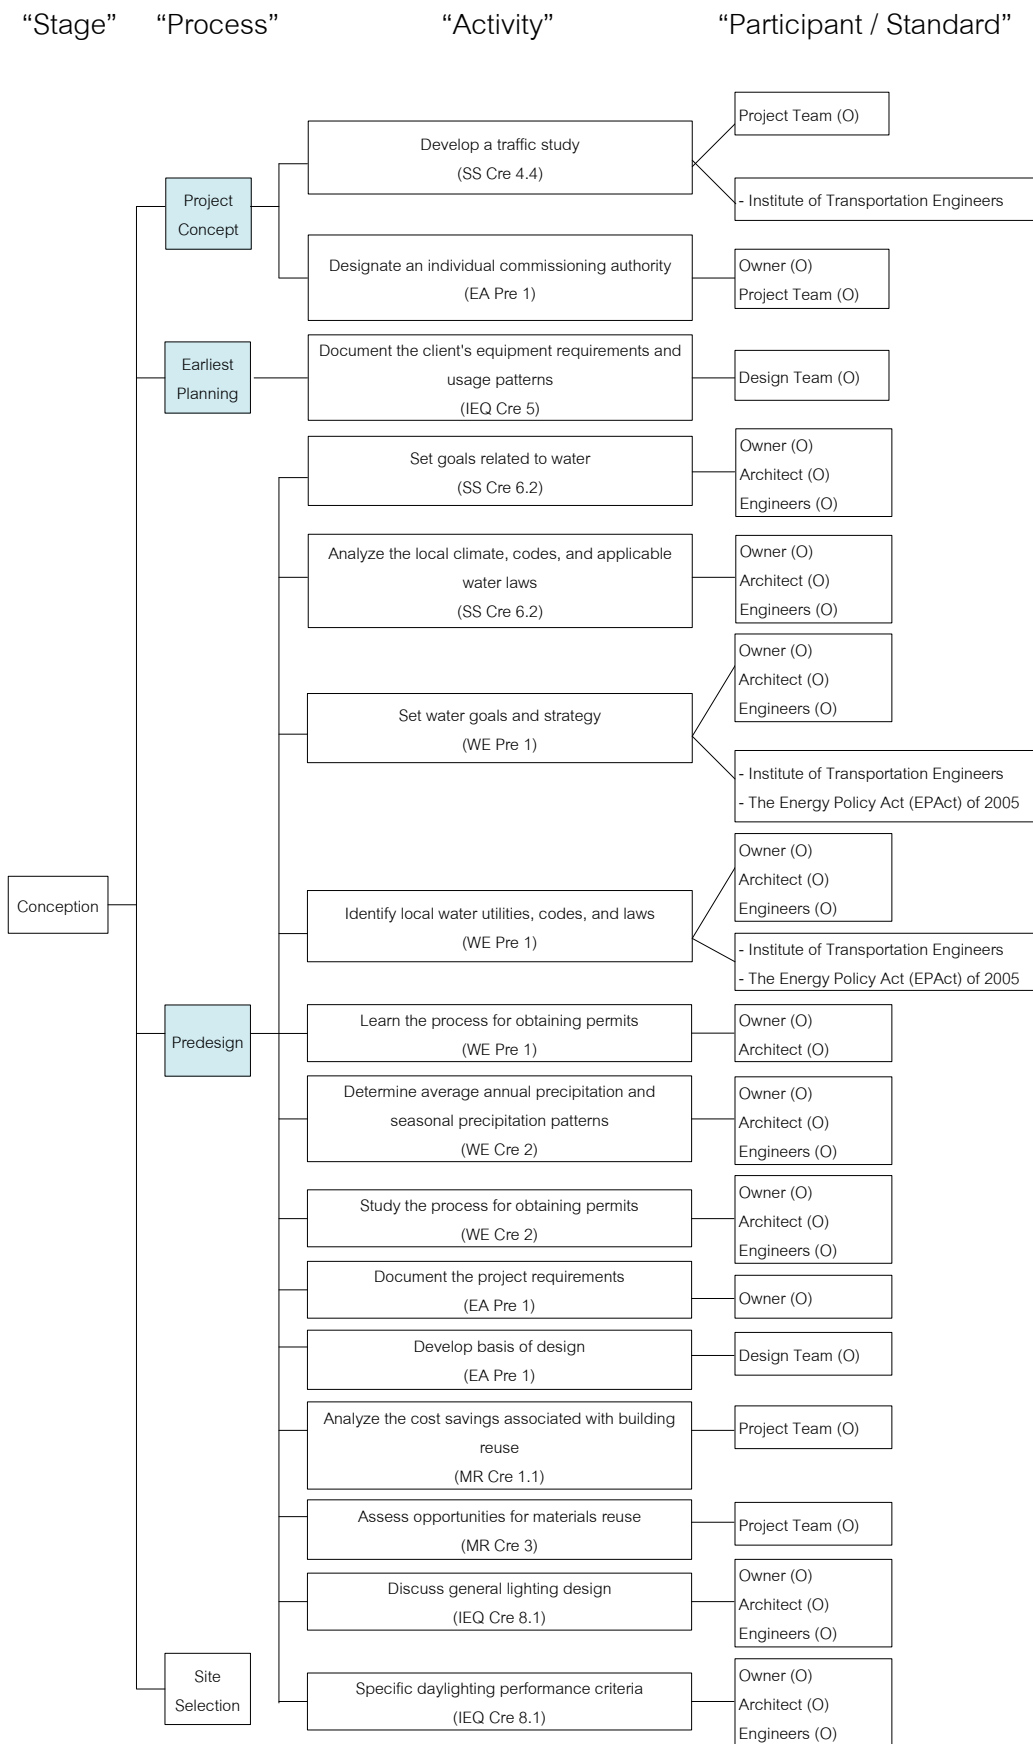 “Stage” “Process” “Activity” “Participant / Standard”
Project Team (O)
Develop a traffic study
(SS Cre 4.4)
- Institute of Transportation Engineers
Project
Concept
Designate an individual commissioning authority
(EA Pre 1)
Owner (O)
Project Team (O)
Earliest
Planning
Document the client's equipment requirements and
usage patterns
(IEQ Cre 5)
Design Team (O)
Set goals related to water
(SS Cre 6.2)
Owner (O)
Architect (O)
Engineers (O)
Analyze the local climate, codes, and applicable
water laws
(SS Cre 6.2)
Owner (O)
Architect (O)
Engineers (O)
Set water goals and strategy
(WE Pre 1)
Owner (O)
Architect (O)
Engineers (O)
- Institute of Transportation Engineers
- The Energy Policy Act (EPAct) of 2005
Conception
Identify local water utilities, codes, and laws
(WE Pre 1)
Owner (O)
Architect (O)
Engineers (O)
- Institute of Transportation Engineers
- The Energy Policy Act (EPAct) of 2005
Predesign
Learn the process for obtaining permits
(WE Pre 1)
Owner (O)
Architect (O)
Determine average annual precipitation and
seasonal precipitation patterns
(WE Cre 2)
Owner (O)
Architect (O)
Engineers (O)
Study the process for obtaining permits
(WE Cre 2)
Owner (O)
Architect (O)
Engineers (O)
Document the project requirements
(EA Pre 1)
Owner (O)
Develop basis of design
(EA Pre 1)
Design Team (O)
Analyze the cost savings associated with building
reuse
(MR Cre 1.1)
Project Team (O)
Assess opportunities for materials reuse
(MR Cre 3)
Project Team (O)
Discuss general lighting design
(IEQ Cre 8.1)
Owner (O)
Architect (O)
Engineers (O)
Site
Selection
Specific daylighting performance criteria
(IEQ Cre 8.1)
Owner (O)
Architect (O)
Engineers (O)